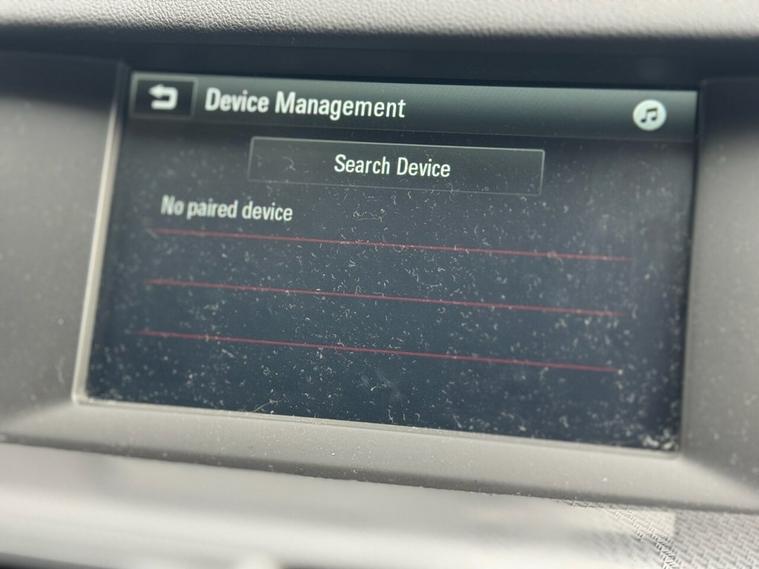 Device Management
Search Device
No paired device